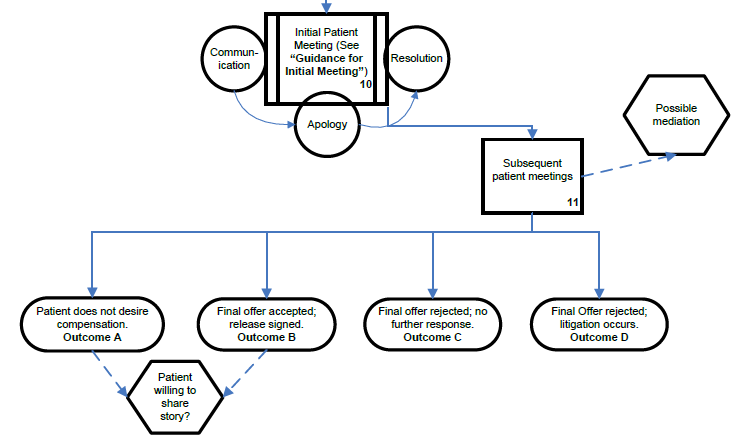 Initial Patient
Meeting (See
“Guidance for
Initial Meeting”)
10
Commun-
ication
Resolution
Apology
Possible
mediation
Subsequent
patient meetings
11
Patient does not desire
compensation.
Outcome A
Final offer accepted;
release signed.
Outcome B
Final offer rejected; no
further response.
Outcome C
Final Offer rejected;
litigation occurs.
Outcome D
Patient
willing to
share
story?